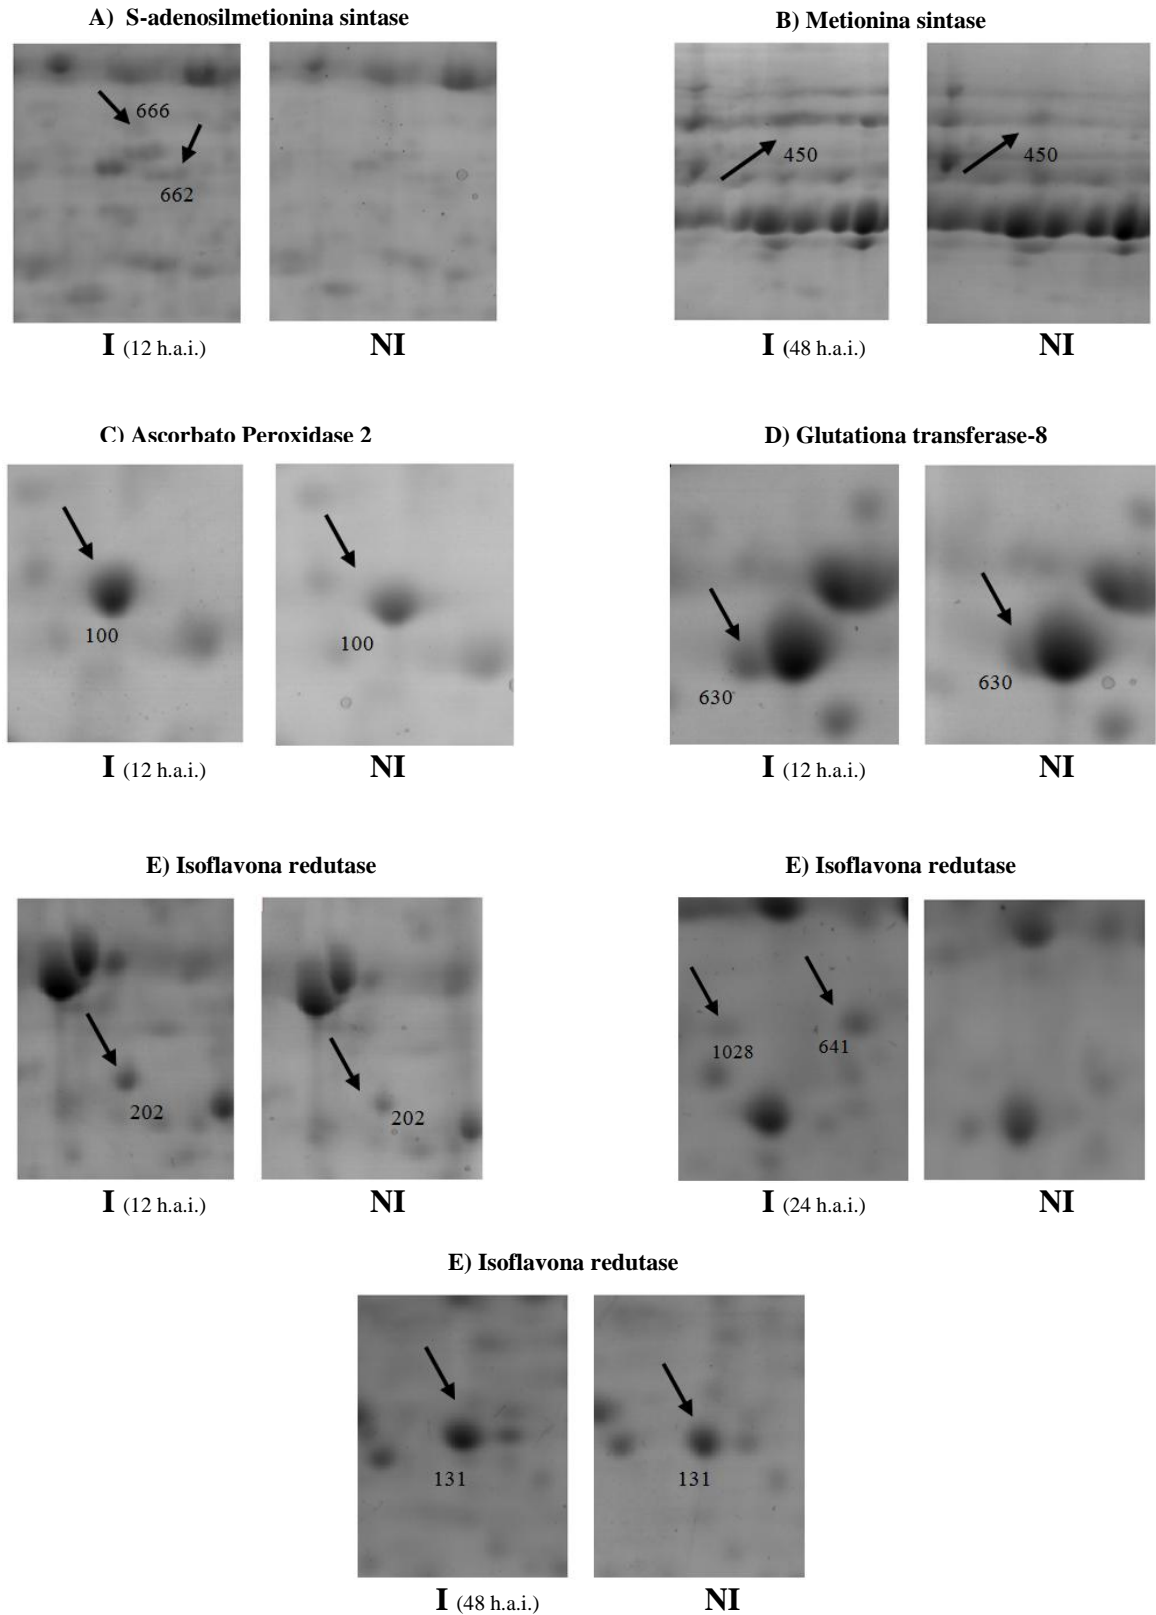 A) S-adenosilmetionina sintase
B) Metionina sintase
666
662
450
450
I (12 h.a.i.)
NI
I (48 h.a.i.)
NI
C) Ascorbato Peroxidase 2
D) Glutationa transferase-8
100
100
630
630
I (12 h.a.i.)
NI
I (12 h.a.i.)
NI
E) Isoflavona redutase
E) Isoflavona redutase
202
202
1028
641
I (12 h.a.i.)
NI
I (24 h.a.i.)
NI
E) Isoflavona redutase
131
131
I (48 h.a.i.)
NI